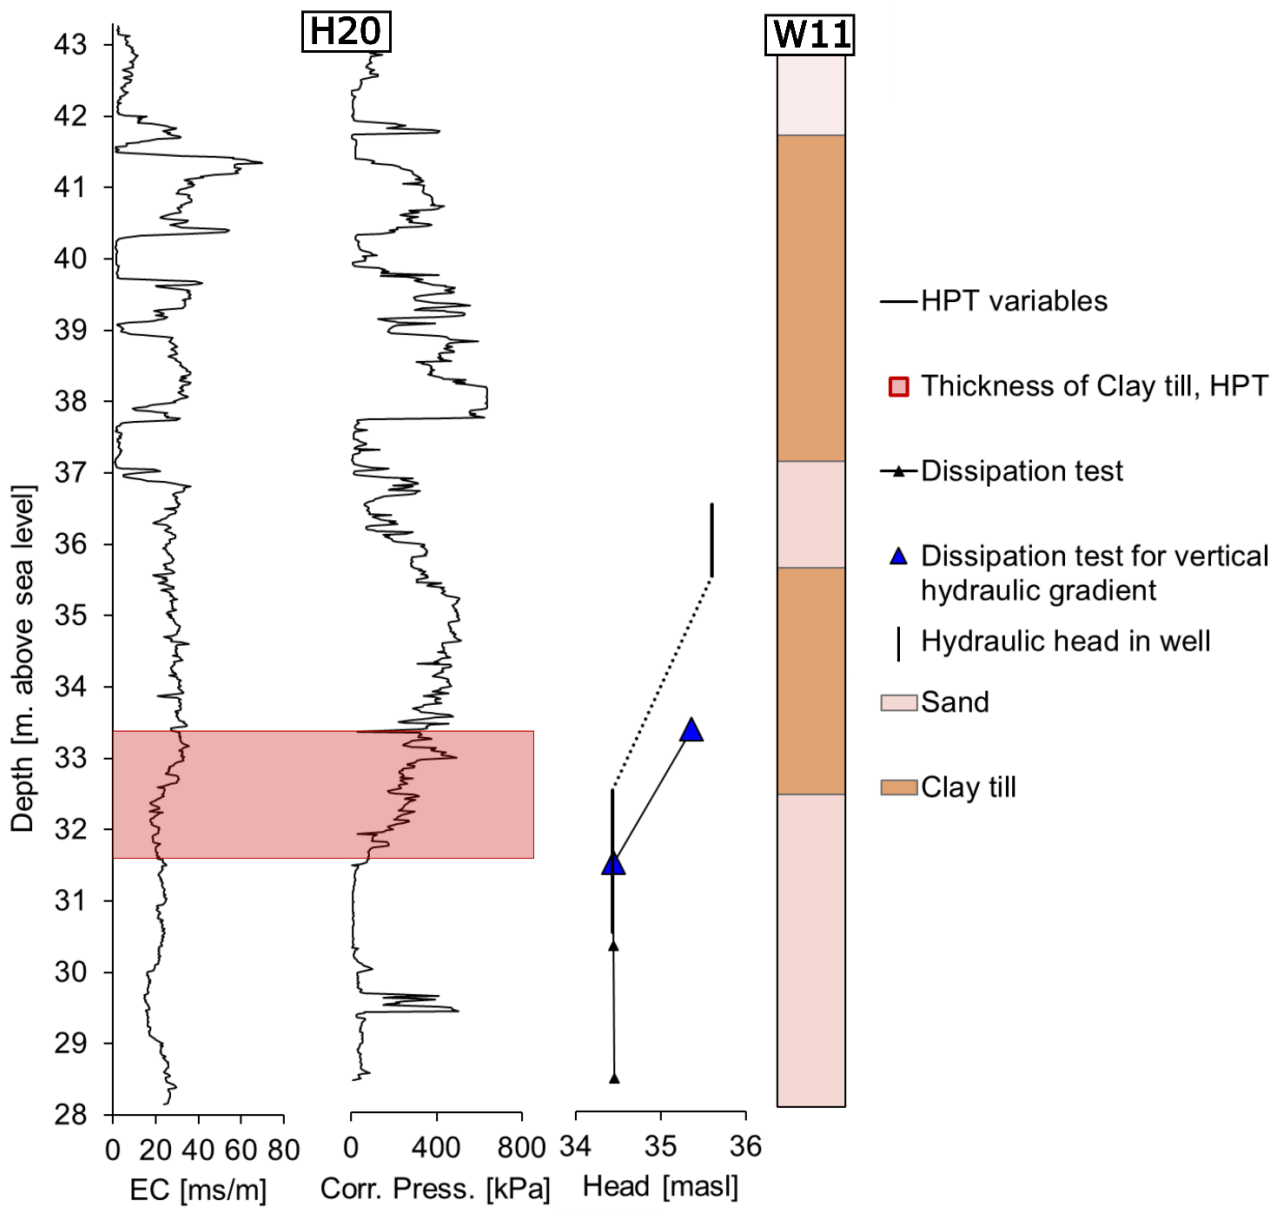 H20
W11
43
42
41
40
39
38
37
36
35
34
33
32
31
30
29
28
Depth [m. above sea level]
0 20 40 60 80
EC [ms/m]
0 400 800
Corr. Press. [kPa]
34 35 36
Head [masl]
HPT variables
Thickness of Clay till, HPT
Dissipation test
Dissipation test for vertical
hydraulic gradient
Hydraulic head in well
Sand
Clay till